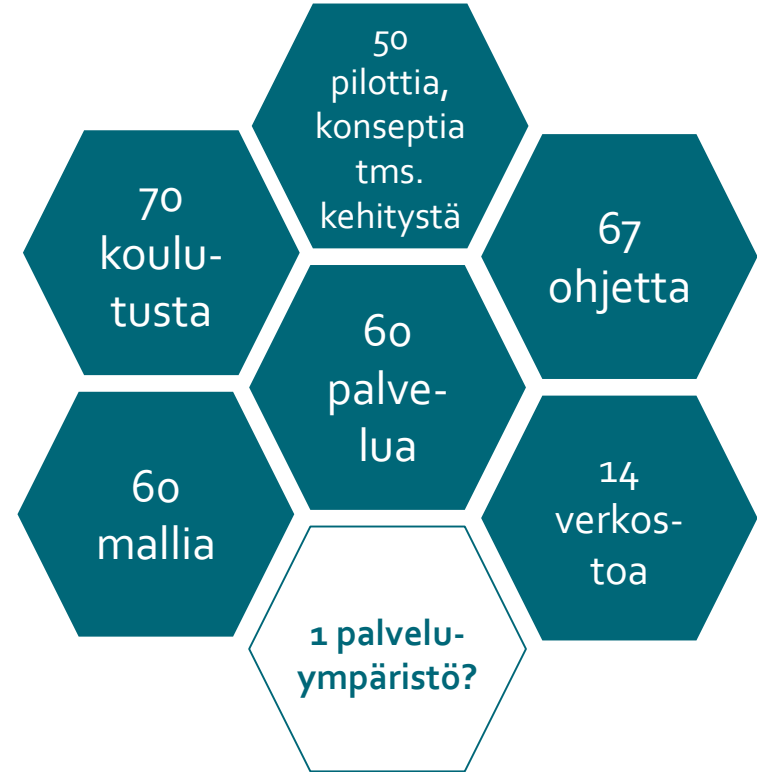 50
pilottia,
konseptia
tms.
kehitystä
70
koulu-
tusta
67
ohjetta
60
palve-
lua
60
mallia
14
verkos-
toa
1 palvelu-
ympäristö?